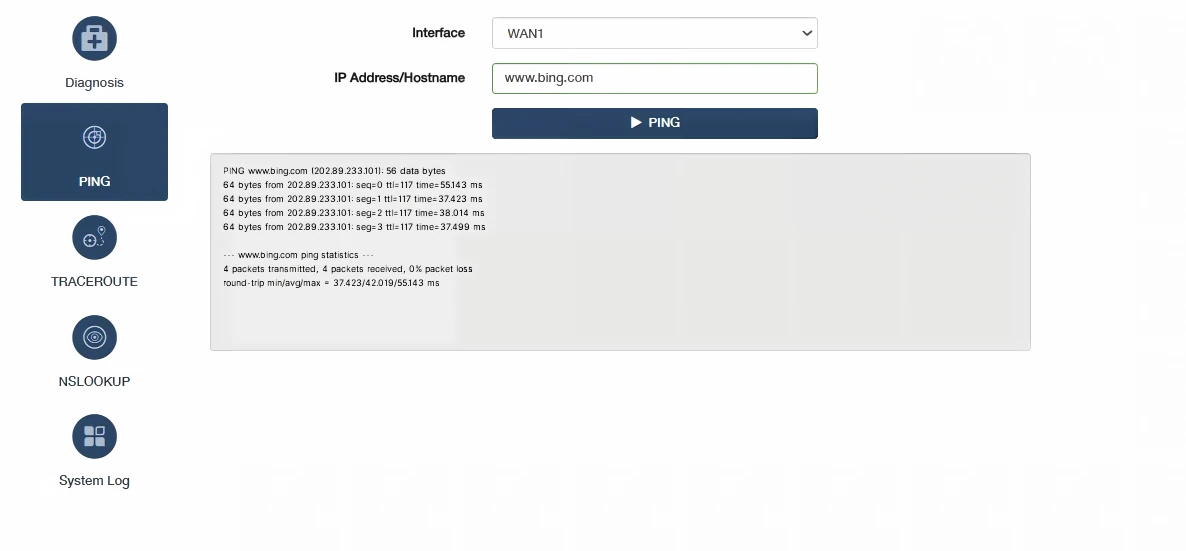 Diagnosis
PING
TRACEROUTE
NSLOOKUP
System Log
Interface
WAN1
IP Address/Hostname
www.bing.com
PING
PING www.bing.com (202.89.233.101): 56 data bytes
64 bytes from 202.89.233.101: seq=0 ttl=117 time=55.143 ms
64 bytes from 202.89.233.101: seq=1 ttl=117 time=37.423 ms
64 bytes from 202.89.233.101: seq=2 ttl=117 time=38.014 ms
64 bytes from 202.89.233.101: seq=3 ttl=117 time=37.499 ms
--- www.bing.com ping statistics ---
4 packets transmitted, 4 packets received, 0% packet loss
round-trip min/avg/max = 37.423/42.019/55.143 ms